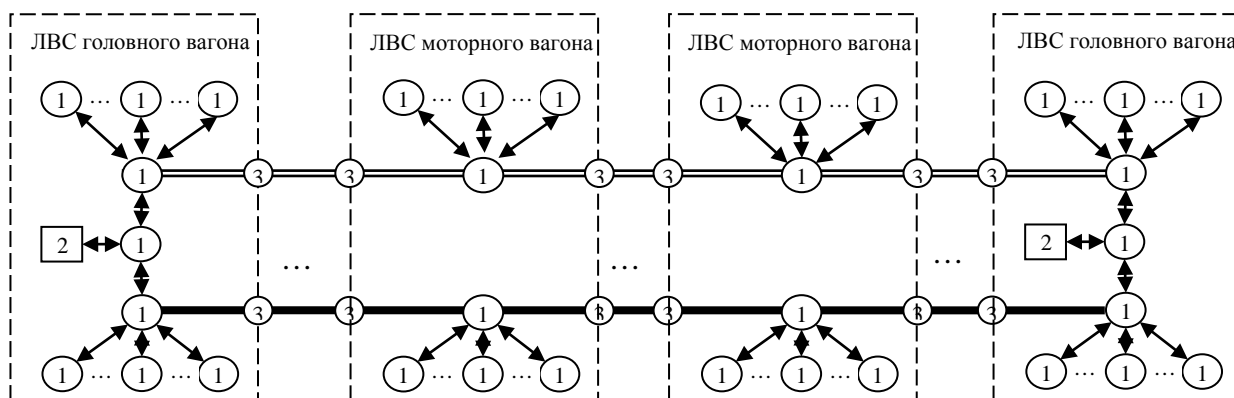 ЛВС головного вагона ЛВС моторного вагона ЛВС моторного вагона ЛВС головного вагона
1 … 1 … 1 1 … 1 … 1 1 … 1 … 1 1 … 1 … 1
1 3 3 1 3 3 1 3 3 1
2 1 2 1
… … …
1 3 3 1 3 3 1 3 3 1
1 … 1 … 1 1 … 1 … 1 1 … 1 … 1 1 … 1 … 1